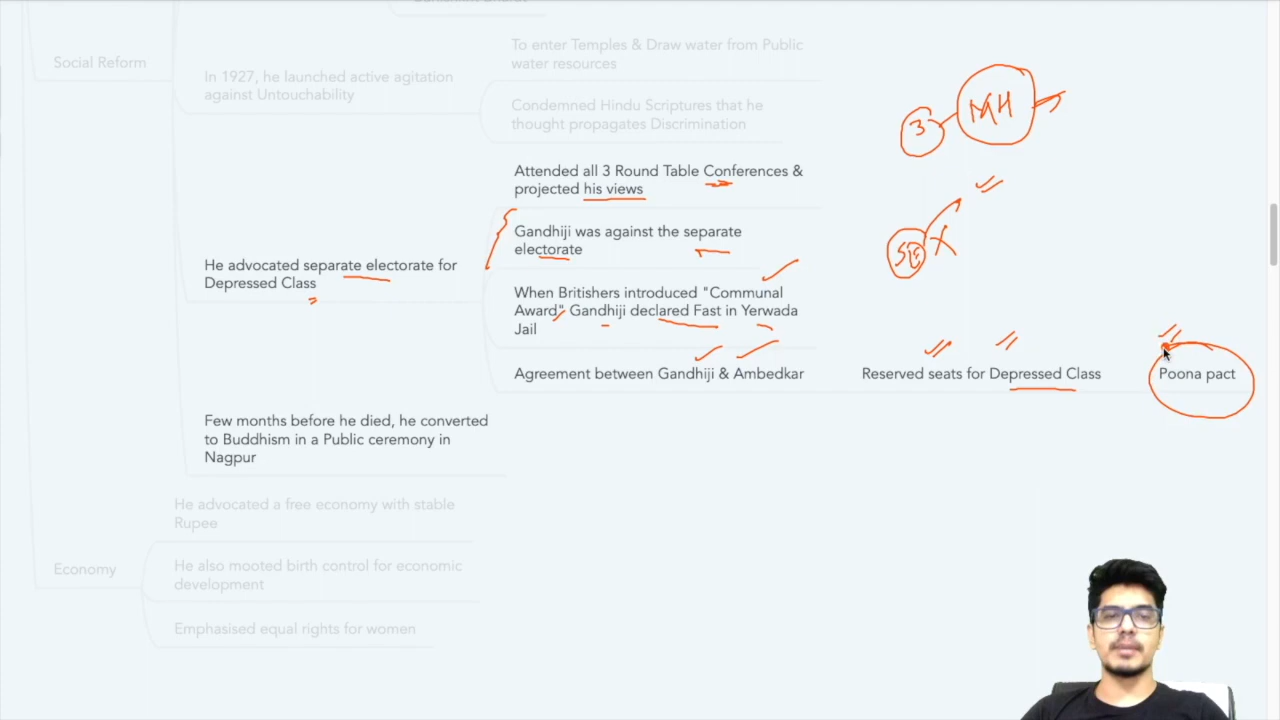 Social Reform
In 1927, he launched active agitation
against Untouchability
To enter Temples & Draw water from Public
water resources
Condemned Hindu Scriptures that he
thought propagates Discrimination
He advocated separate electorate for
Depressed Class
Attended all 3 Round Table Conferences &
projected his views
Gandhiji was against the separate
electorate
When Britishers introduced "Communal
Award" Gandhiji declared Fast in Yerwada
Jail
Agreement between Gandhiji & Ambedkar
Reserved seats for Depressed Class
Poona pact
3
MH
SE
Few months before he died, he converted
to Buddhism in a Public ceremony in
Nagpur
Economy
He advocated a free economy with stable
Rupee
He also mooted birth control for economic
development
Emphasised equal rights for women